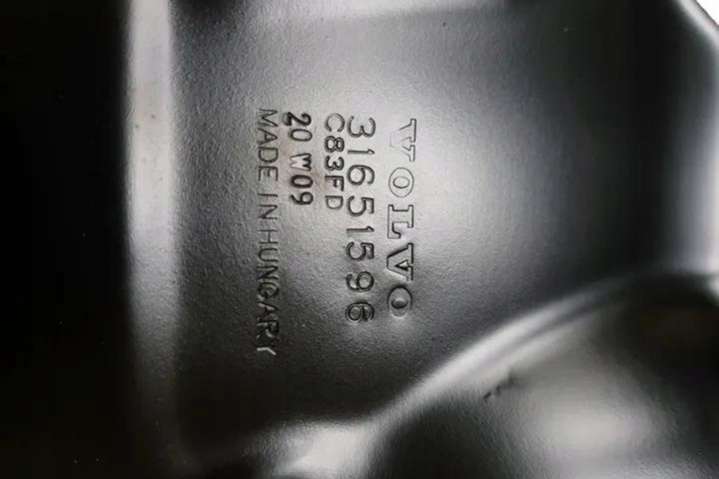 VOLVO
31651596
C83FD
20 W09
MADE IN HUNGARY